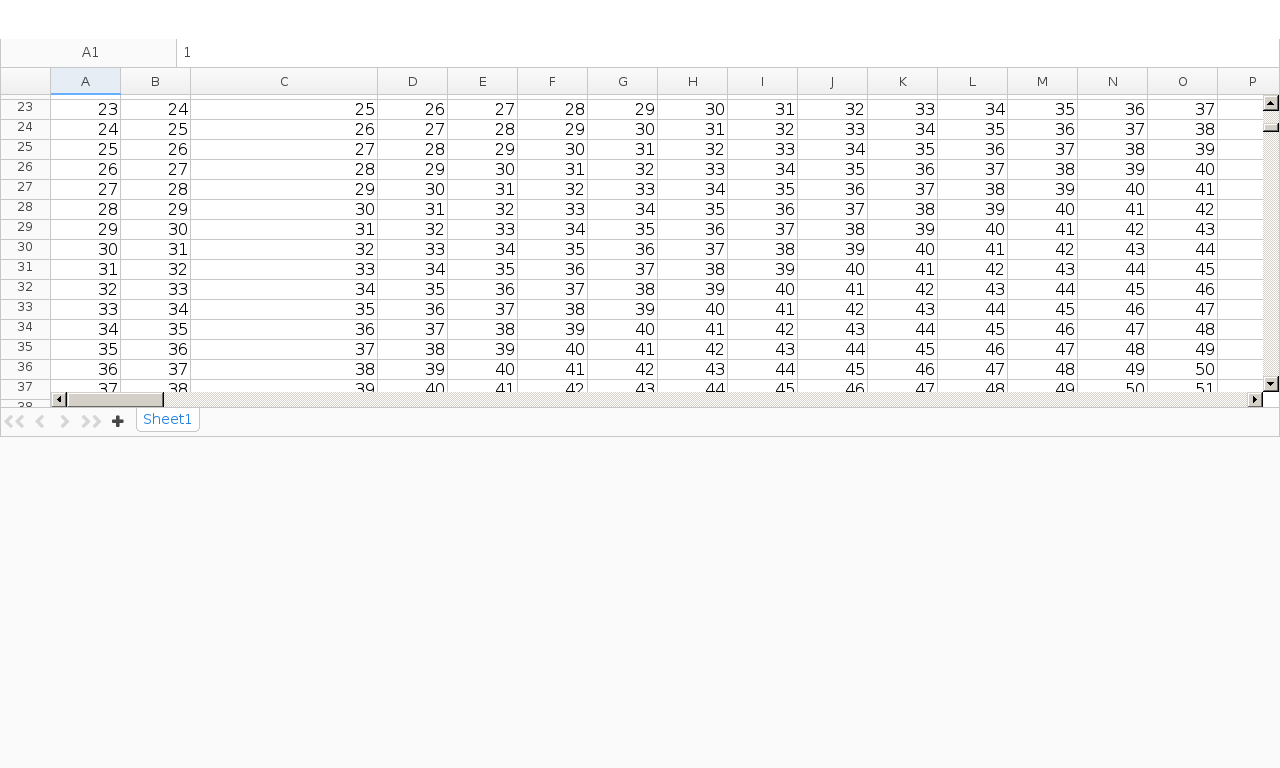 A1 1
A B C D E F G H I J K L M N O P
23 23 24 25 26 27 28 29 30 31 32 33 34 35 36 37
24 24 25 26 27 28 29 30 31 32 33 34 35 36 37 38
25 25 26 27 28 29 30 31 32 33 34 35 36 37 38 39
26 26 27 28 29 30 31 32 33 34 35 36 37 38 39 40
27 27 28 29 30 31 32 33 34 35 36 37 38 39 40 41
28 28 29 30 31 32 33 34 35 36 37 38 39 40 41 42
29 29 30 31 32 33 34 35 36 37 38 39 40 41 42 43
30 30 31 32 33 34 35 36 37 38 39 40 41 42 43 44
31 31 32 33 34 35 36 37 38 39 40 41 42 43 44 45
32 32 33 34 35 36 37 38 39 40 41 42 43 44 45 46
33 33 34 35 36 37 38 39 40 41 42 43 44 45 46 47
34 34 35 36 37 38 39 40 41 42 43 44 45 46 47 48
35 35 36 37 38 39 40 41 42 43 44 45 46 47 48 49
36 36 37 38 39 40 41 42 43 44 45 46 47 48 49 50
37 37 38 39 40 41 42 43 44 45 46 47 48 49 50 51
38
Sheet1